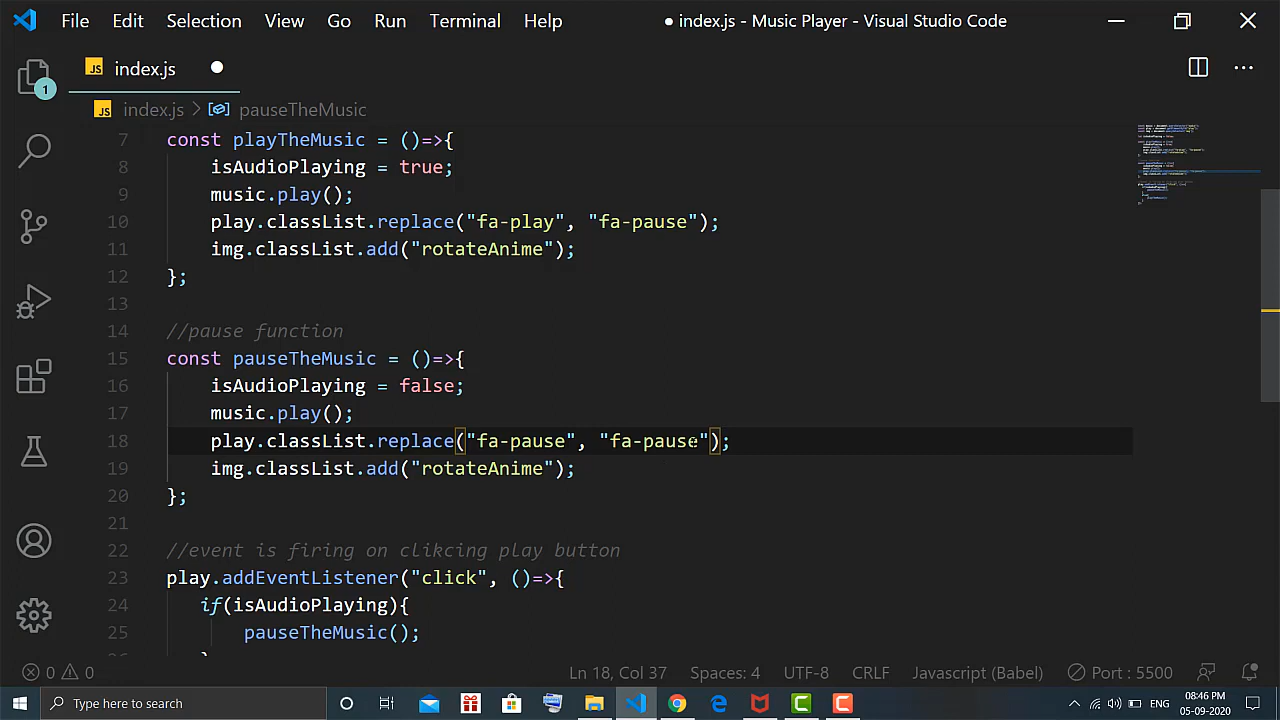 File Edit Selection View Go Run Terminal Help ● index.js - Music Player - Visual Studio Code
JS index.js
1
JS index.js > pauseTheMusic
7 const playTheMusic = ()=>{
8 isAudioPlaying = true;
9 music.play();
10 play.classList.replace("fa-play", "fa-pause");
11 img.classList.add("rotateAnime");
12 };
13
14 //pause function
15 const pauseTheMusic = ()=>{
16 isAudioPlaying = false;
17 music.play();
18 play.classList.replace("fa-pause", "fa-pause");
19 img.classList.add("rotateAnime");
20 };
21
22 //event is firing on clikcing play button
23 play.addEventListener("click", ()=>{
24 if(isAudioPlaying){
25 pauseTheMusic();
0 0 Ln 18, Col 37 Spaces: 4 UTF-8 CRLF Javascript (Babel) Port : 5500
Type here to search ENG 08:46 PM
05-09-2020